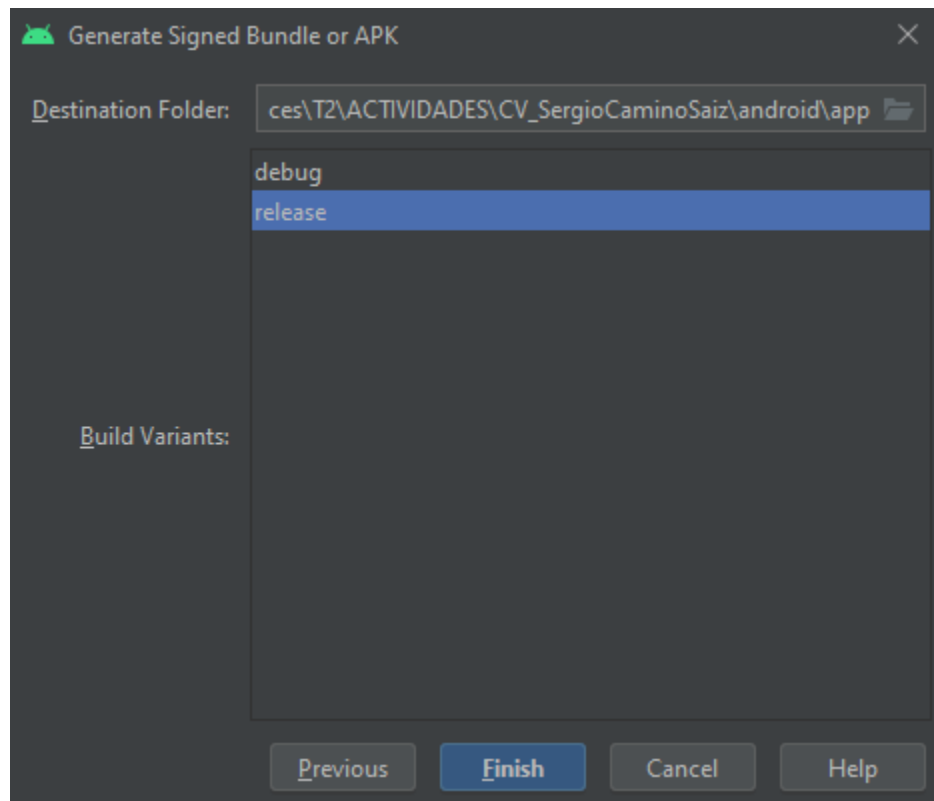 Generate Signed Bundle or APK
Destination Folder: ces\T2\ACTIVIDADES\CV_SergioCaminoSaiz\android\app
debug
release
Build Variants:
Previous Finish Cancel Help